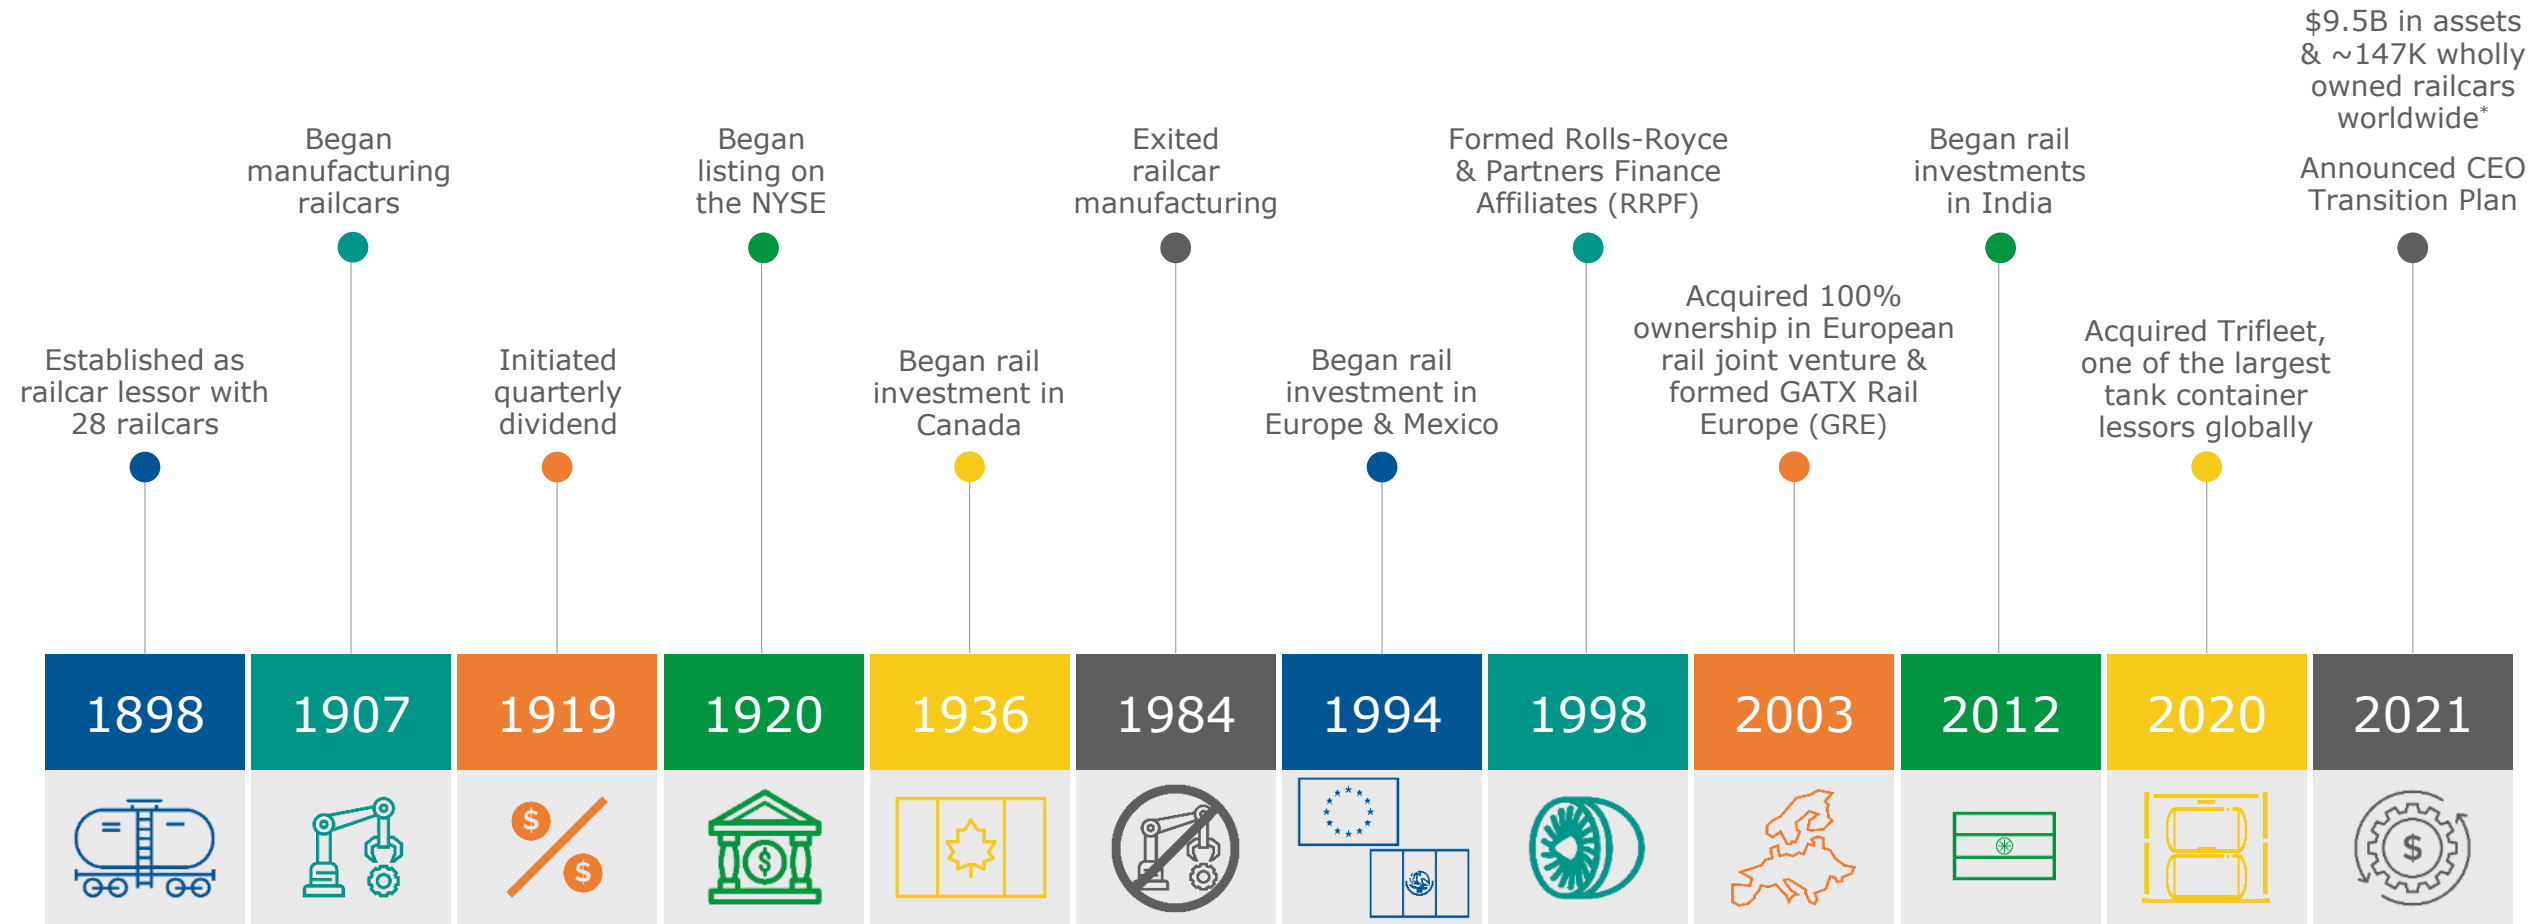 Established as
railcar lessor with
28 railcars
Began
manufacturing
railcars
Initiated
quarterly
dividend
Began
listing on
the NYSE
Began rail
investment in
Canada
Exited
railcar
manufacturing
Began rail
investment in
Europe & Mexico
Formed Rolls-Royce
& Partners Finance
Affiliates (RRPF)
Acquired 100%
ownership in European
rail joint venture &
formed GATX Rail
Europe (GRE)
Began rail
investments
in India
Acquired Trifleet,
one of the largest
tank container
lessors globally
$9.5B in assets
& ~147K wholly
owned railcars
worldwide*
Announced CEO
Transition Plan
1898
1907
1919
1920
1936
1984
1994
1998
2003
2012
2020
2021
$
$
$
$